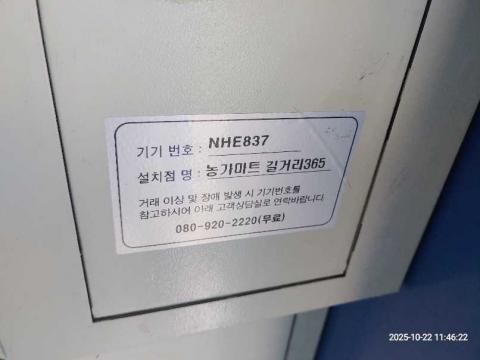 기기 번호 : NHE837
설치점 명 : 농가마트 길거리365
거래 이상 및 장애 발생 시 기기번호를
참고하시어 아래 고객상담실로 연락바랍니다.
080-920-2220(무료)
2025-10-22 11:46:22